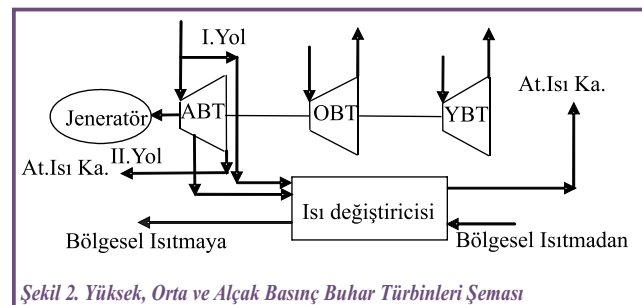 I.Yol
At.Isı Ka.
Jeneratör
ABT
OBT
YBT
II.Yol
At.Isı Ka.
Isı değiştiricisi
Bölgesel Isıtmaya
Bölgesel Isıtmadan
Şekil 2. Yüksek, Orta ve Alçak Basınç Buhar Türbinleri Şeması